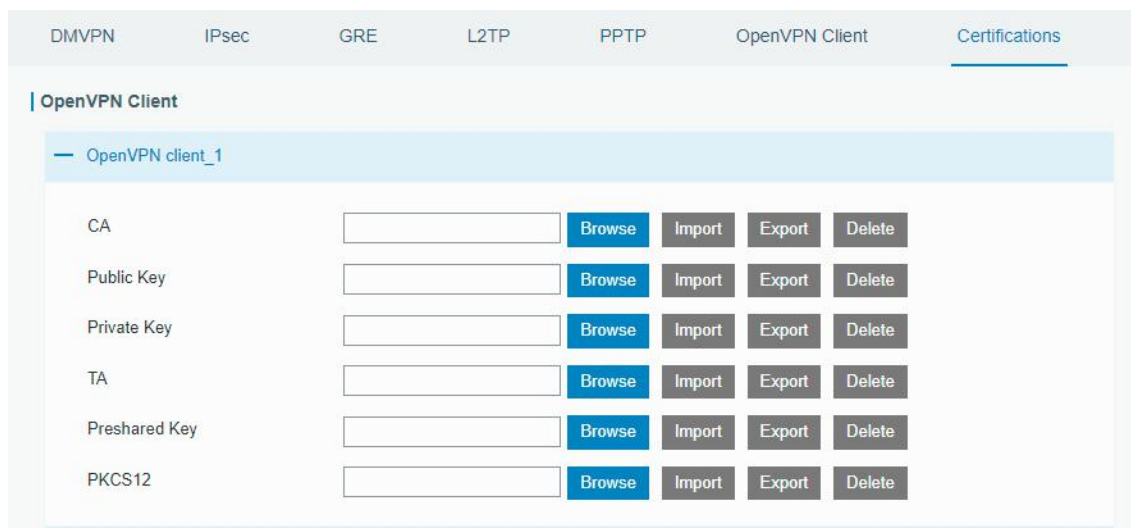 DMVPN IPsec GRE L2TP PPTP OpenVPN Client Certifications
OpenVPN Client
OpenVPN client_1
CA Browse Import Export Delete
Public Key Browse Import Export Delete
Private Key Browse Import Export Delete
TA Browse Import Export Delete
Preshared Key Browse Import Export Delete
PKCS12 Browse Import Export Delete